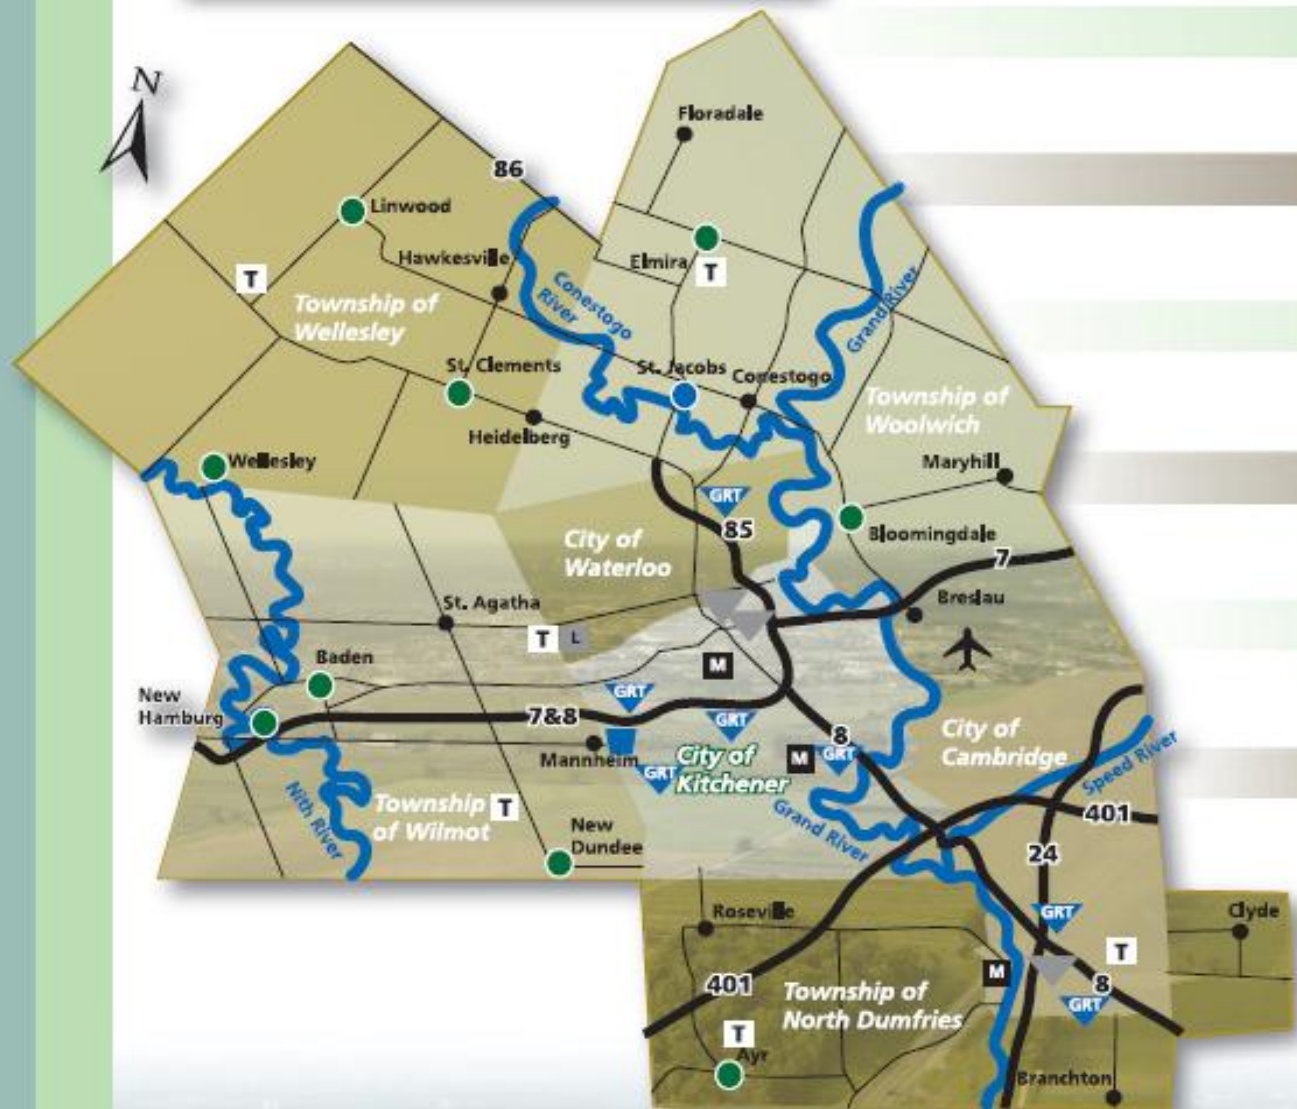 Floradale
N
86
Linwood
Hawkesville
Elmira
T
T
Conestogo
River
Grand River
Township of
Wellesley
St. Clements
St. Jacobs
Conestogo
Township of
Woolwich
Heidelberg
Wellesley
Maryhill
GRT
85
Bloomingdale
City of
Waterloo
7
St. Agatha
Breslau
T
L
Baden
M
New
Hamburg
GRT
7&8
GRT
8
City of
Cambridge
Mannheim
City of
Kitchener
GRT
M
GRT
Speed River
Nith River
Township
of Wilmot
T
Grand River
401
New
Dundee
24
Roseville
GRT
Clyde
T
401
Township of
North Dumfries
M
8
GRT
T
Ayr
Branchton